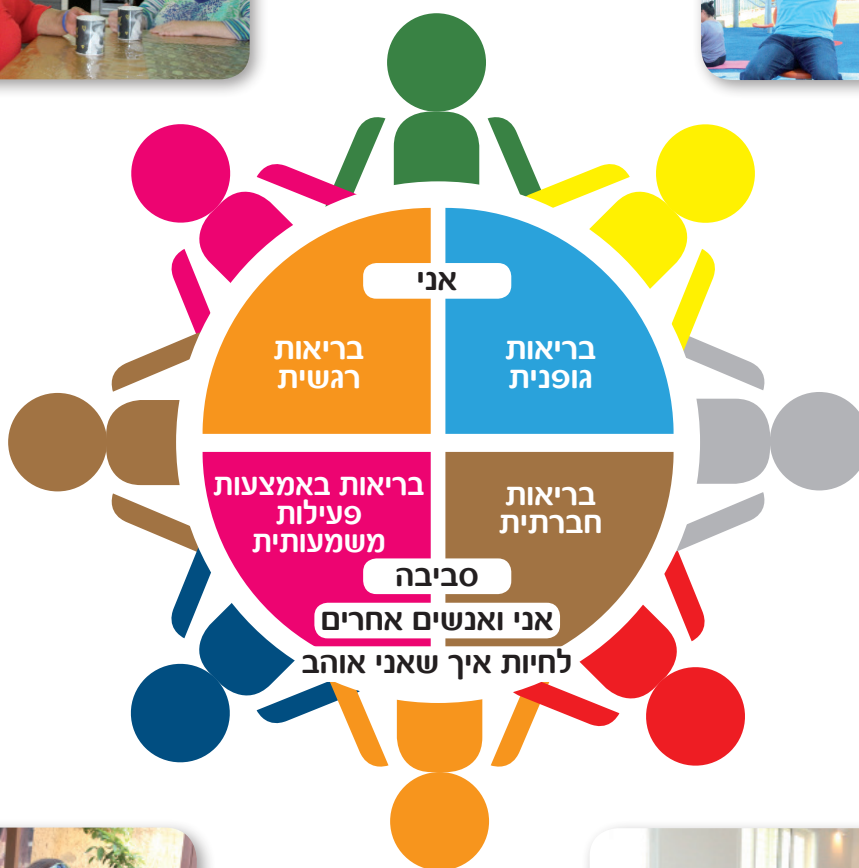 אני
בריאות
גופנית
בריאות
רגשית
בריאות
חברתית
בריאות באמצעות
פעילות
משמעותית
סביבה
אני ואנשים אחרים
לחיות איך שאני אוהב